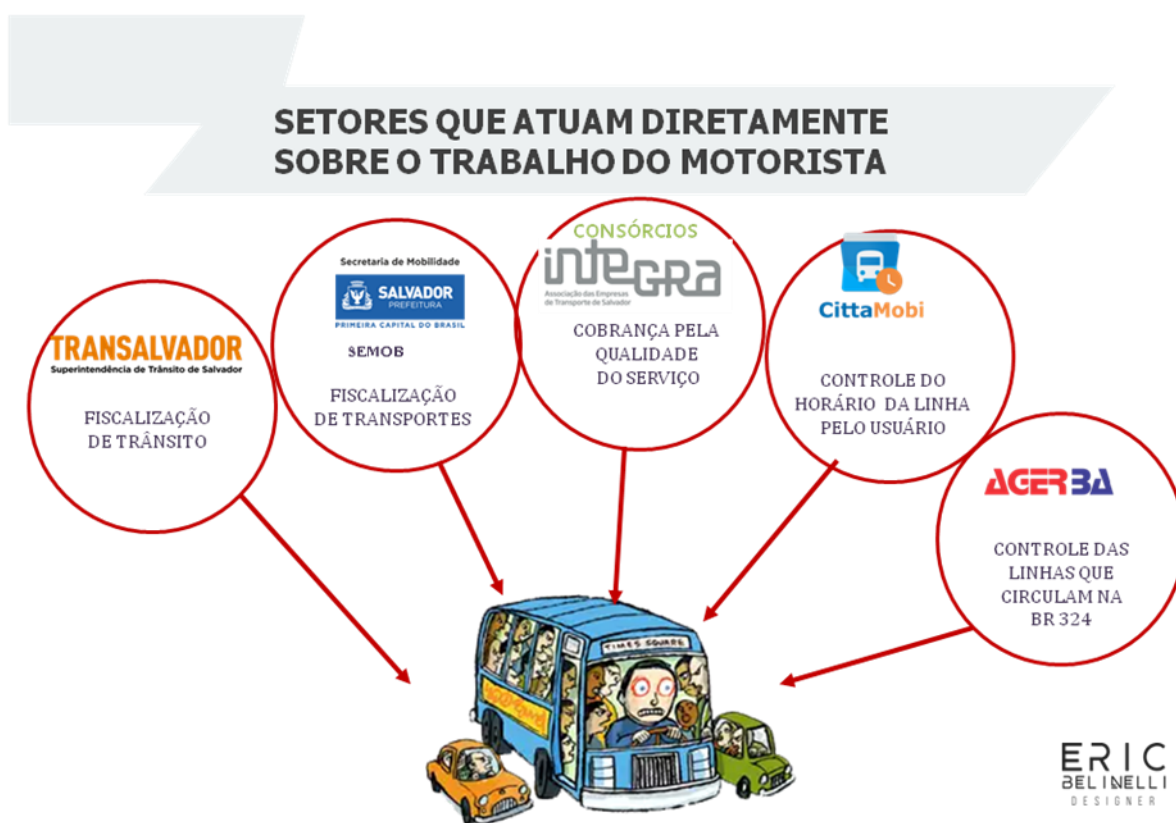 SETORES QUE ATUAM DIRETAMENTE
SOBRE O TRABALHO DO MOTORISTA
TRANSALVADOR
Superintendência de Trânsito de Salvador
FISCALIZAÇÃO
DE TRÂNSITO
Secretaria de Mobilidade
SALVADOR
PREFEITURA
PRIMEIRA CAPITAL DO BRASIL
SEMOB
FISCALIZAÇÃO
DE TRANSPORTES
CONSÓRCIOS
inteGRa
Associação das Empresas
de Transporte de Salvador
COBRANÇA PELA
QUALIDADE
DO SERVIÇO
CittaMobi
CONTROLE DO
HORÁRIO DA LINHA
PELO USUÁRIO
AGERBA
CONTROLE DAS
LINHAS QUE
CIRCULAM NA
BR 324
TIMES SQUARE
ERIC
BELINELLI
DESIGNER